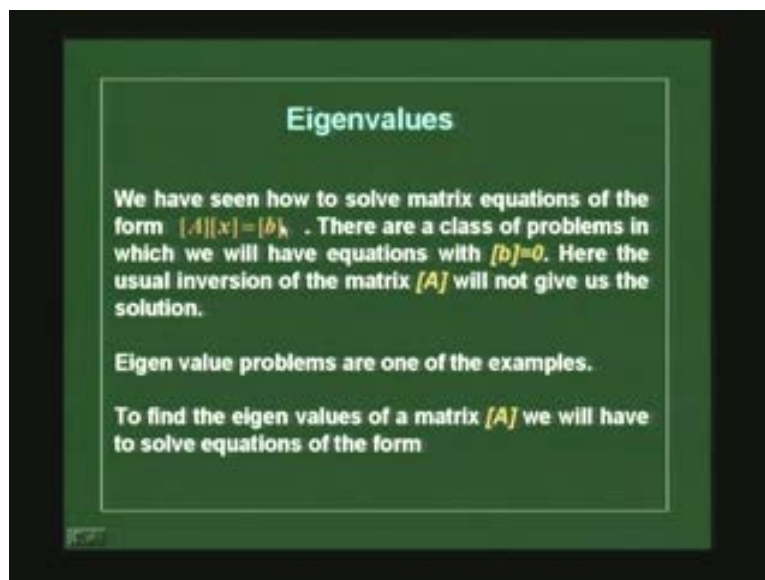 Eigenvalues
We have seen how to solve matrix equations of the
form [A][x]=[b] . There are a class of problems in
which we will have equations with [b]=0. Here the
usual inversion of the matrix [A] will not give us the
solution.
Eigen value problems are one of the examples.
To find the eigen values of a matrix [A] we will have
to solve equations of the form